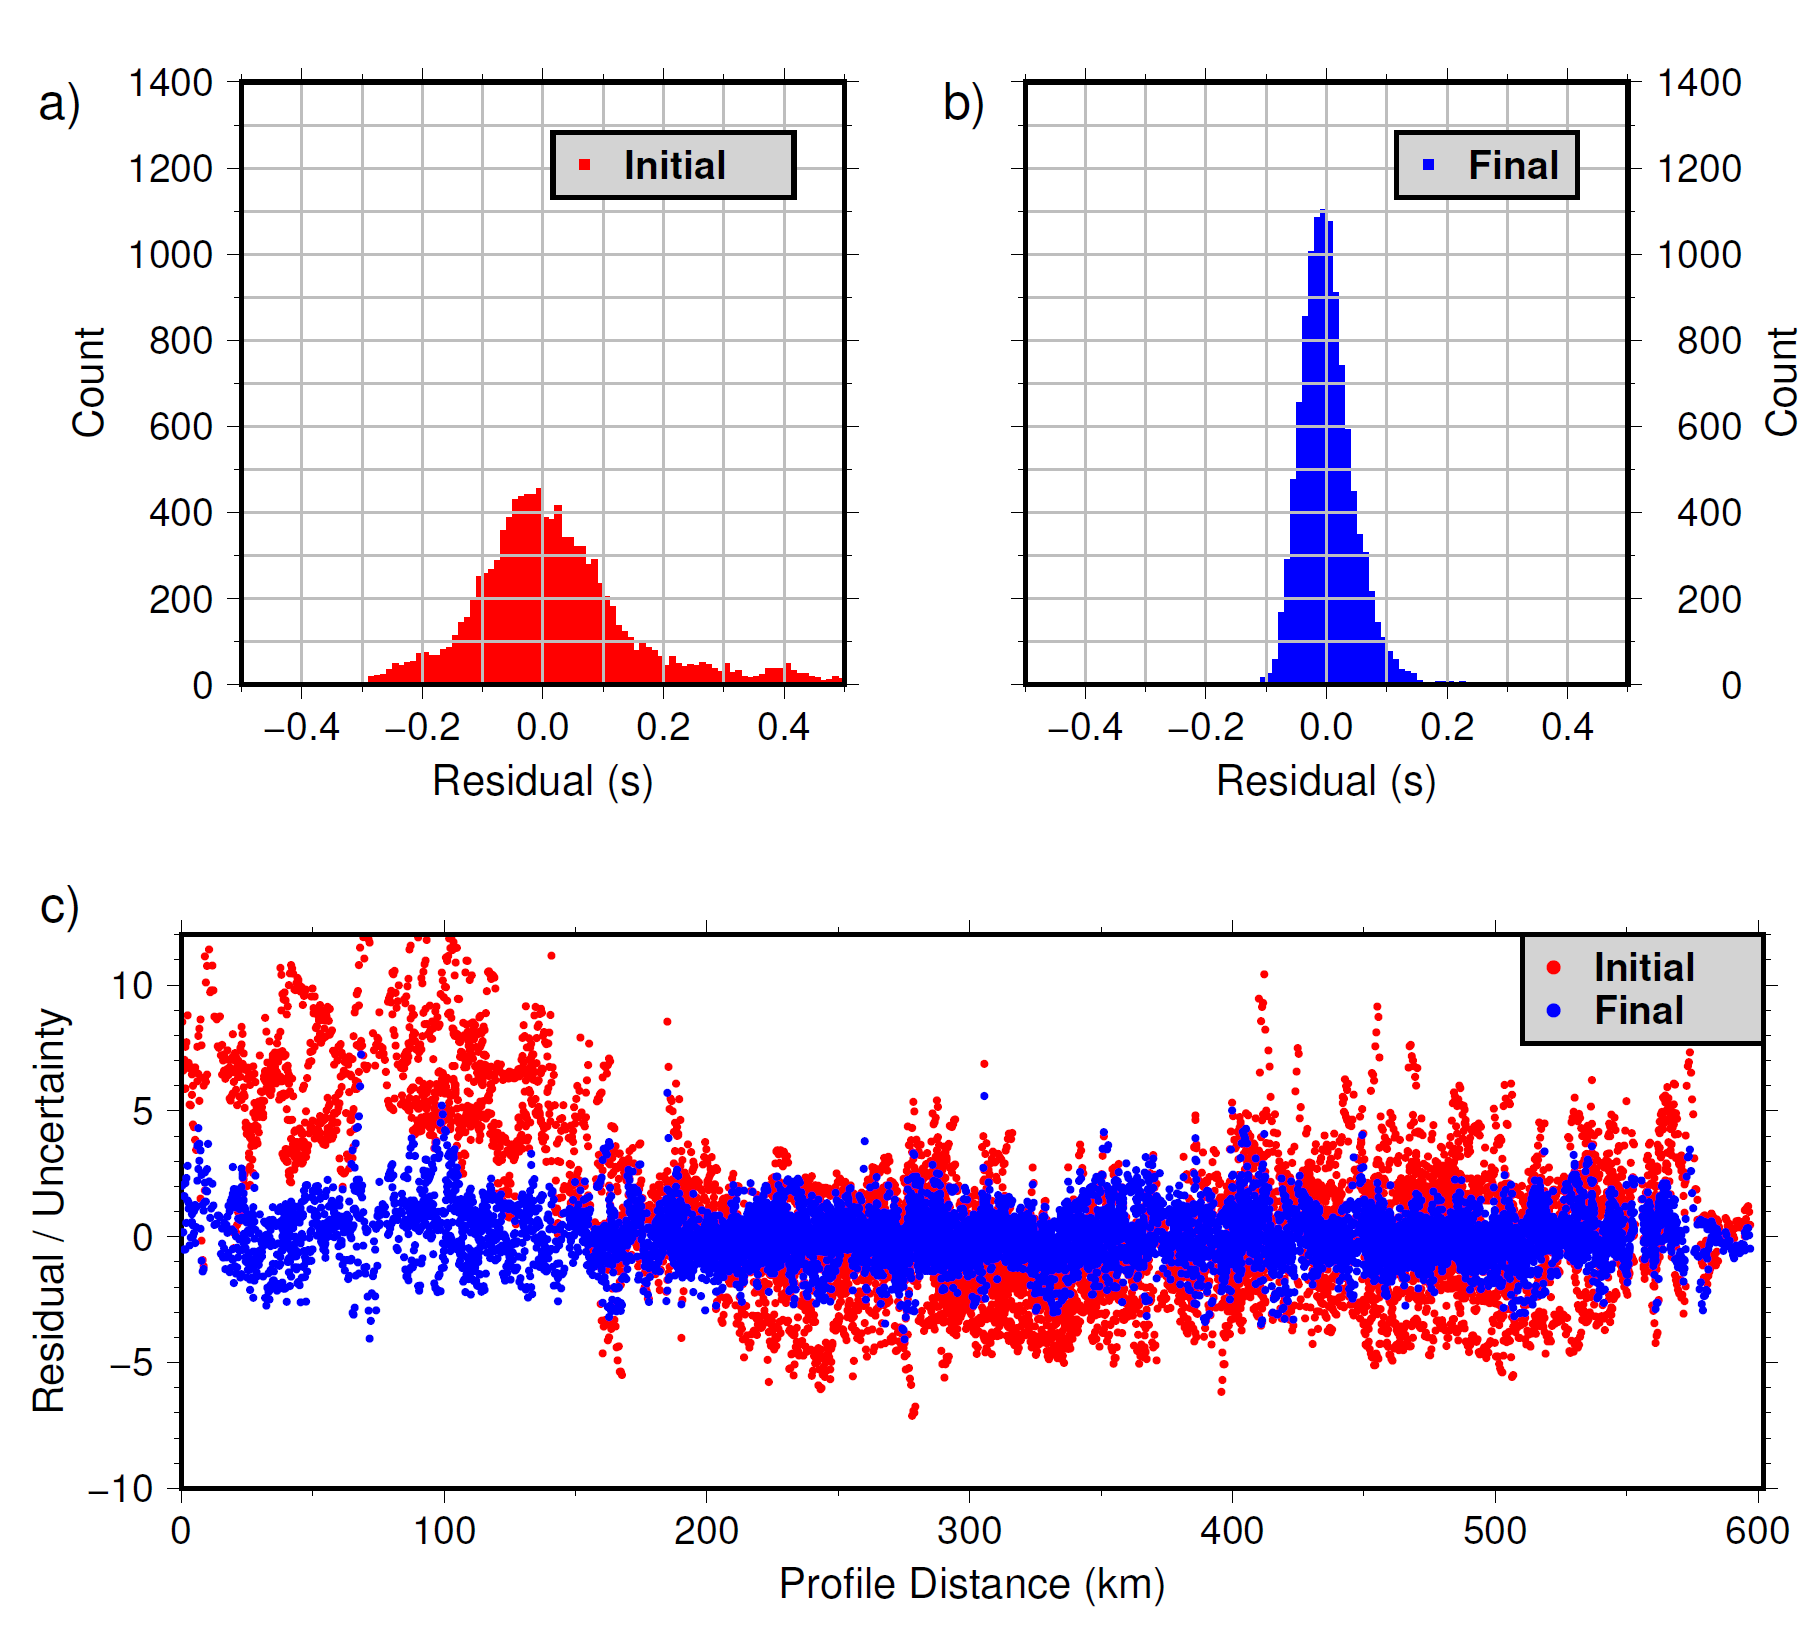 a)
1400
1200
1000
800
600
400
200
0
Count
Initial
−0.4 −0.2 0.0 0.2 0.4
Residual (s)
b)
1400
1200
1000
800
600
400
200
0
Count
Final
−0.4 −0.2 0.0 0.2 0.4
Residual (s)
c)
10
5
0
−5
−10
Residual / Uncertainty
Initial
Final
0 100 200 300 400 500 600
Profile Distance (km)